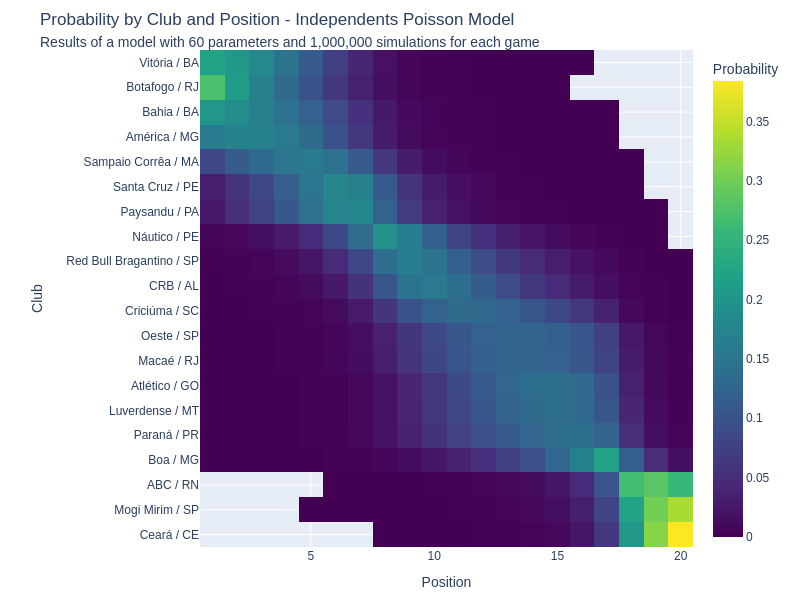 Probability by Club and Position - Independents Poisson Model
Results of a model with 60 parameters and 1,000,000 simulations for each game
Probability
Club
Vitória / BA
Botafogo / RJ
Bahia / BA
América / MG
Sampaio Corrêa / MA
Santa Cruz / PE
Paysandu / PA
Náutico / PE
Red Bull Bragantino / SP
CRB / AL
Criciúma / SC
Oeste / SP
Macaé / RJ
Atlético / GO
Luverdense / MT
Paraná / PR
Boa / MG
ABC / RN
Mogi Mirim / SP
Ceará / CE
0.35
0.3
0.25
0.2
0.15
0.1
0.05
0
5 10 15 20
Position